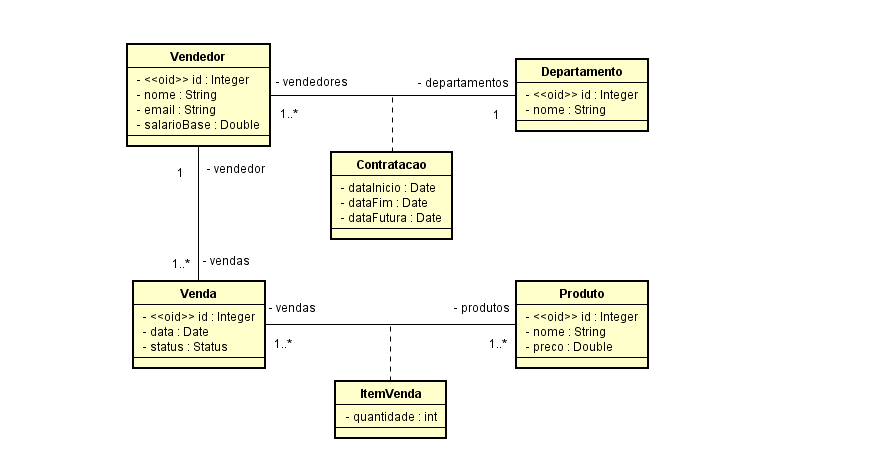 Vendedor
- <<oid>> id : Integer
- nome : String
- email : String
- salarioBase : Double
- vendedores
1..*
- departamentos
1
Departamento
- <<oid>> id : Integer
- nome : String
Contratacao
- dataInicio : Date
- dataFim : Date
- dataFutura : Date
1
- vendedor
1..*
- vendas
Venda
- <<oid>> id : Integer
- data : Date
- status : Status
- vendas
1..*
- produtos
1..*
Produto
- <<oid>> id : Integer
- nome : String
- preco : Double
ItemVenda
- quantidade : int